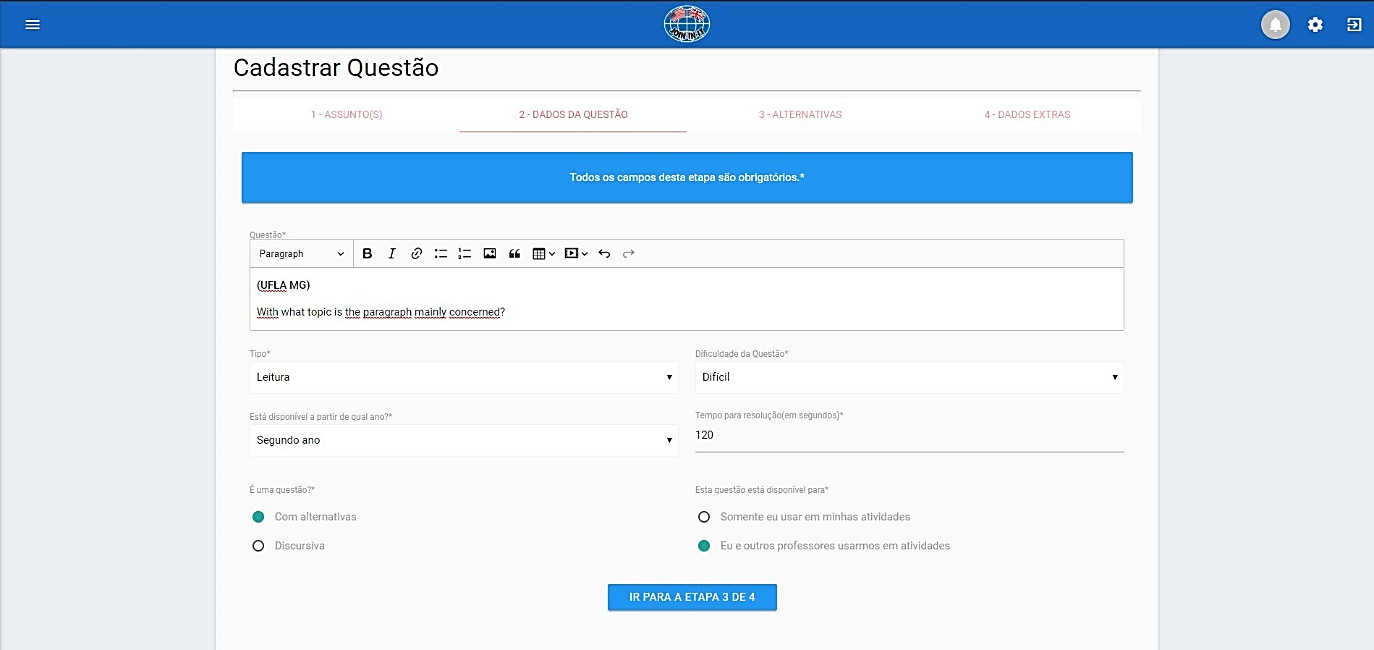 JOIN-IN-IT
Cadastrar Questão
1 - ASSUNTO(S) 2 - DADOS DA QUESTÃO 3 - ALTERNATIVAS 4 - DADOS EXTRAS
Todos os campos desta etapa são obrigatórios.*
Questão*
Paragraph
(UFLA MG)
With what topic is the paragraph mainly concerned?
Tipo* Dificuldade da Questão*
Leitura Difícil
Está disponível a partir de qual ano?* Tempo para resolução(em segundos)*
Segundo ano 120
É uma questão?* Esta questão está disponível para*
Com alternativas Somente eu usar em minhas atividades
Discursiva Eu e outros professores usarmos em atividades
IR PARA A ETAPA 3 DE 4